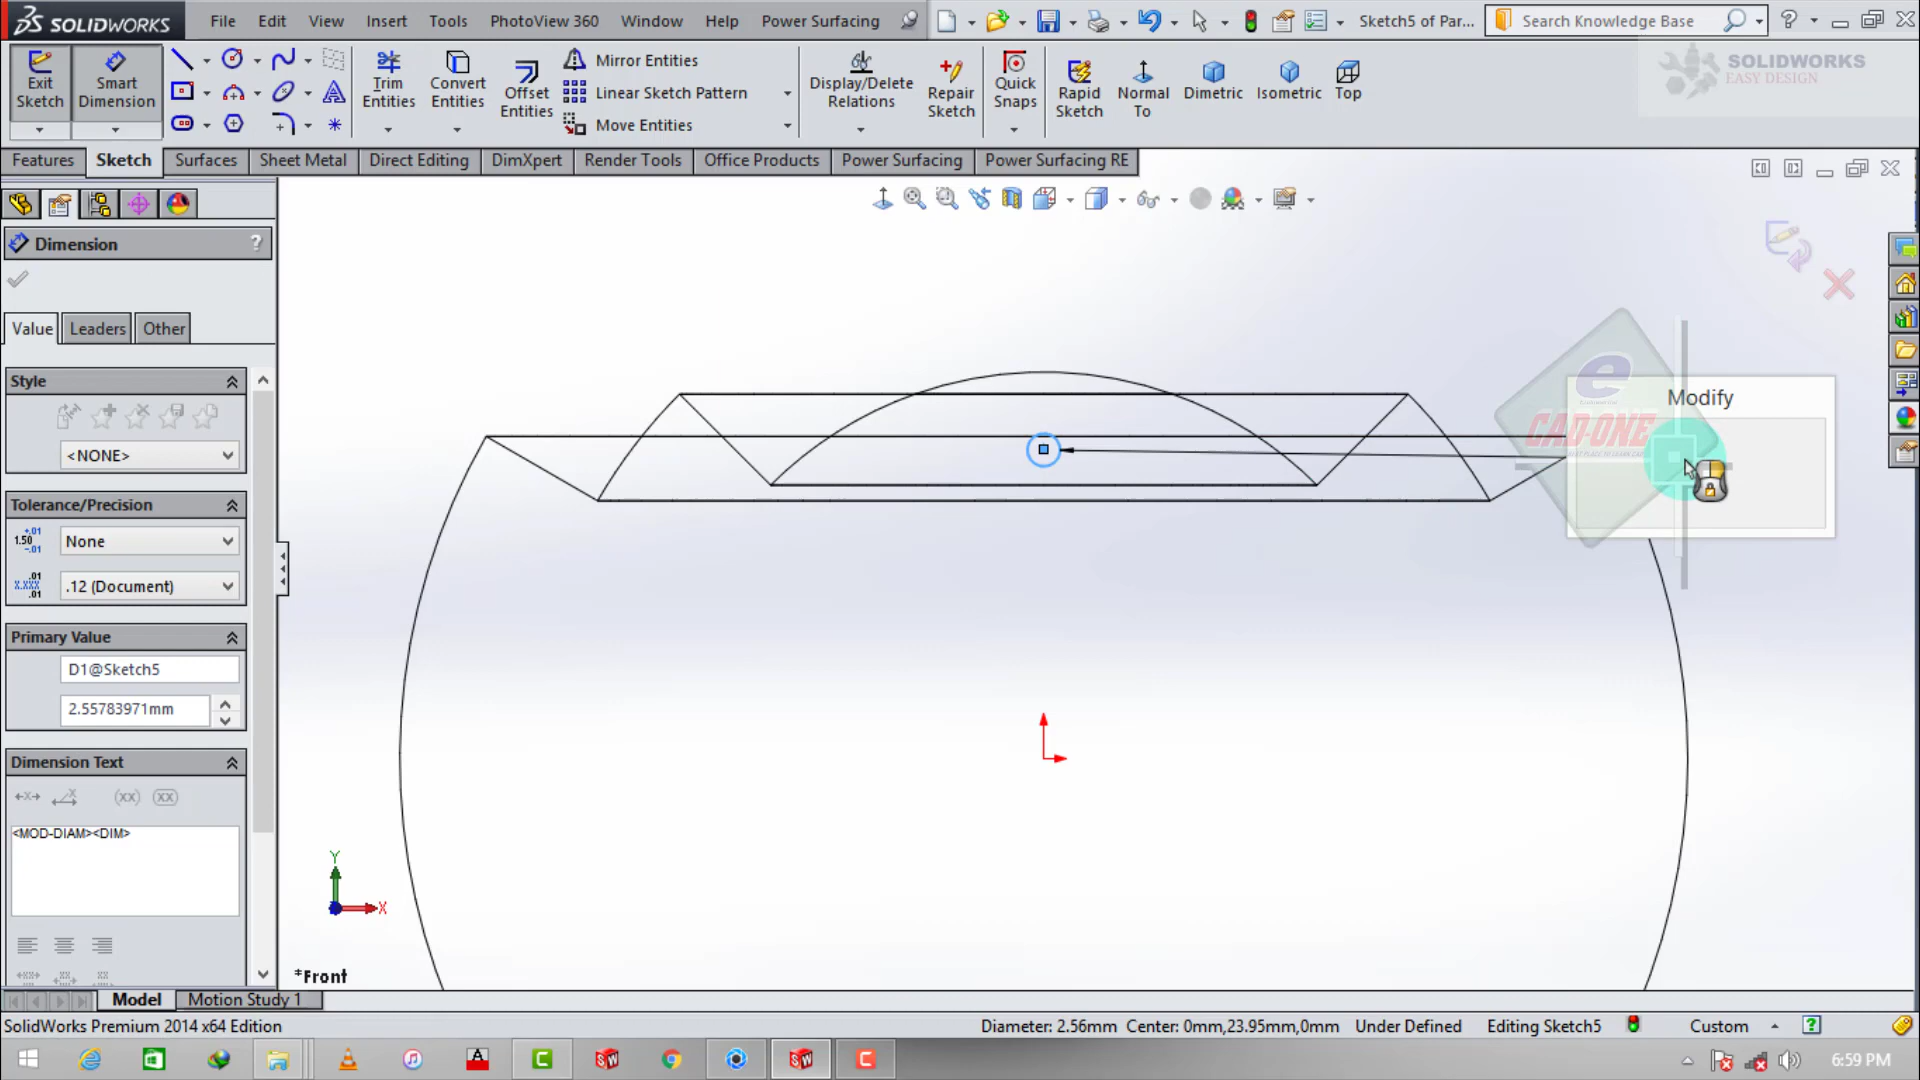 SOLIDWORKS File Edit View Insert Tools PhotoView 360 Window Help Power Surfacing Sketch5 of Par... Search Knowledge Base
Exit Sketch
Smart Dimension
Trim Entities
Convert Entities
Offset Entities
Mirror Entities
Linear Sketch Pattern
Move Entities
Display/Delete Relations
Repair Sketch
Quick Snaps
Rapid Sketch
Normal To
Dimetric
Isometric
Top
SOLIDWORKS
EASY DESIGN
Features Sketch Surfaces Sheet Metal Direct Editing DimXpert Render Tools Office Products Power Surfacing Power Surfacing RE
Dimension ?
Value Leaders Other
Style
<NONE>
Tolerance/Precision
None
.12 (Document)
Primary Value
D1@Sketch5
2.55783971mm
Dimension Text
<MOD-DIAM><DIM>
Modify
e
CAD-ONE
Y
X
*Front
Model Motion Study 1
SolidWorks Premium 2014 x64 Edition Diameter: 2.56mm Center: 0mm,23.95mm,0mm Under Defined Editing Sketch5 Custom
6:59 PM